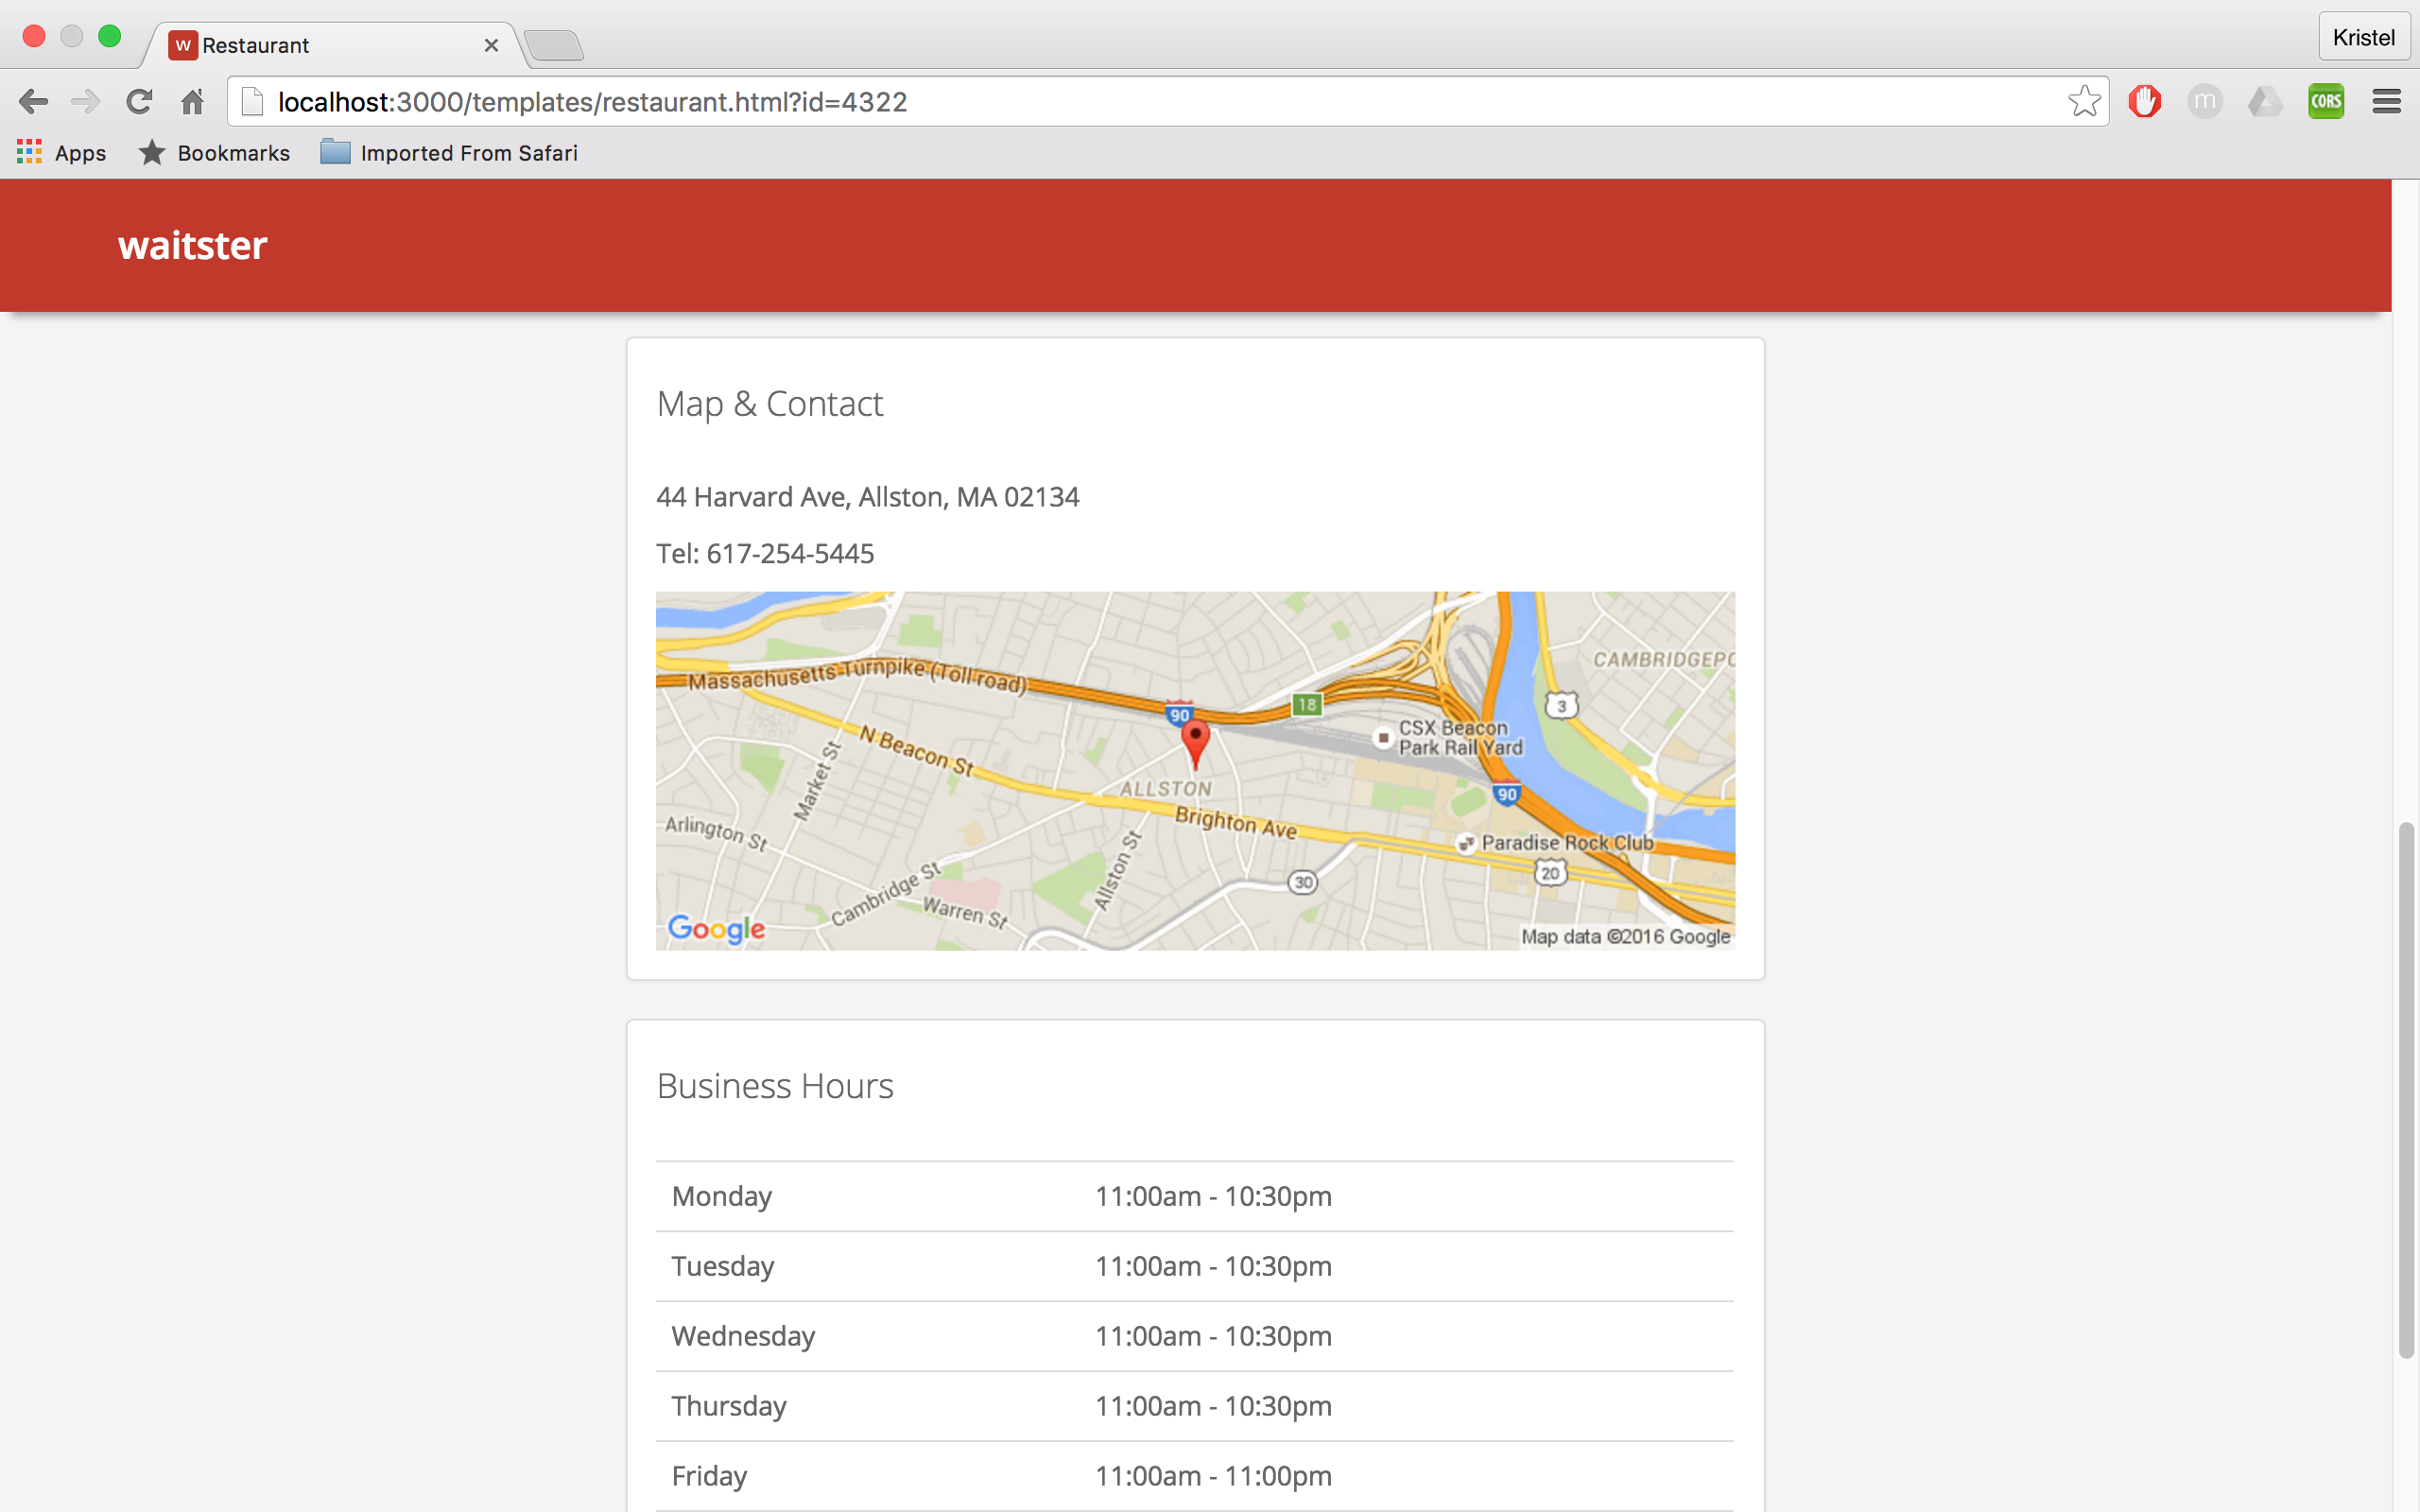 W Restaurant
Kristel
localhost:3000/templates/restaurant.html?id=4322
m
CORS
Apps Bookmarks Imported From Safari
waitster
Map & Contact
44 Harvard Ave, Allston, MA 02134
Tel: 617-254-5445
CAMBRIDGEPO
Massachusetts Turnpike (Toll road)
90
18
3
CSX Beacon
Park Rail Yard
N Beacon St
Market St
ALLSTON
90
Brighton Ave
Arlington St
Paradise Rock Club
Allston St
20
30
Cambridge St
Warren St
Google
Map data ©2016 Google
Business Hours
Monday 11:00am - 10:30pm
Tuesday 11:00am - 10:30pm
Wednesday 11:00am - 10:30pm
Thursday 11:00am - 10:30pm
Friday 11:00am - 11:00pm